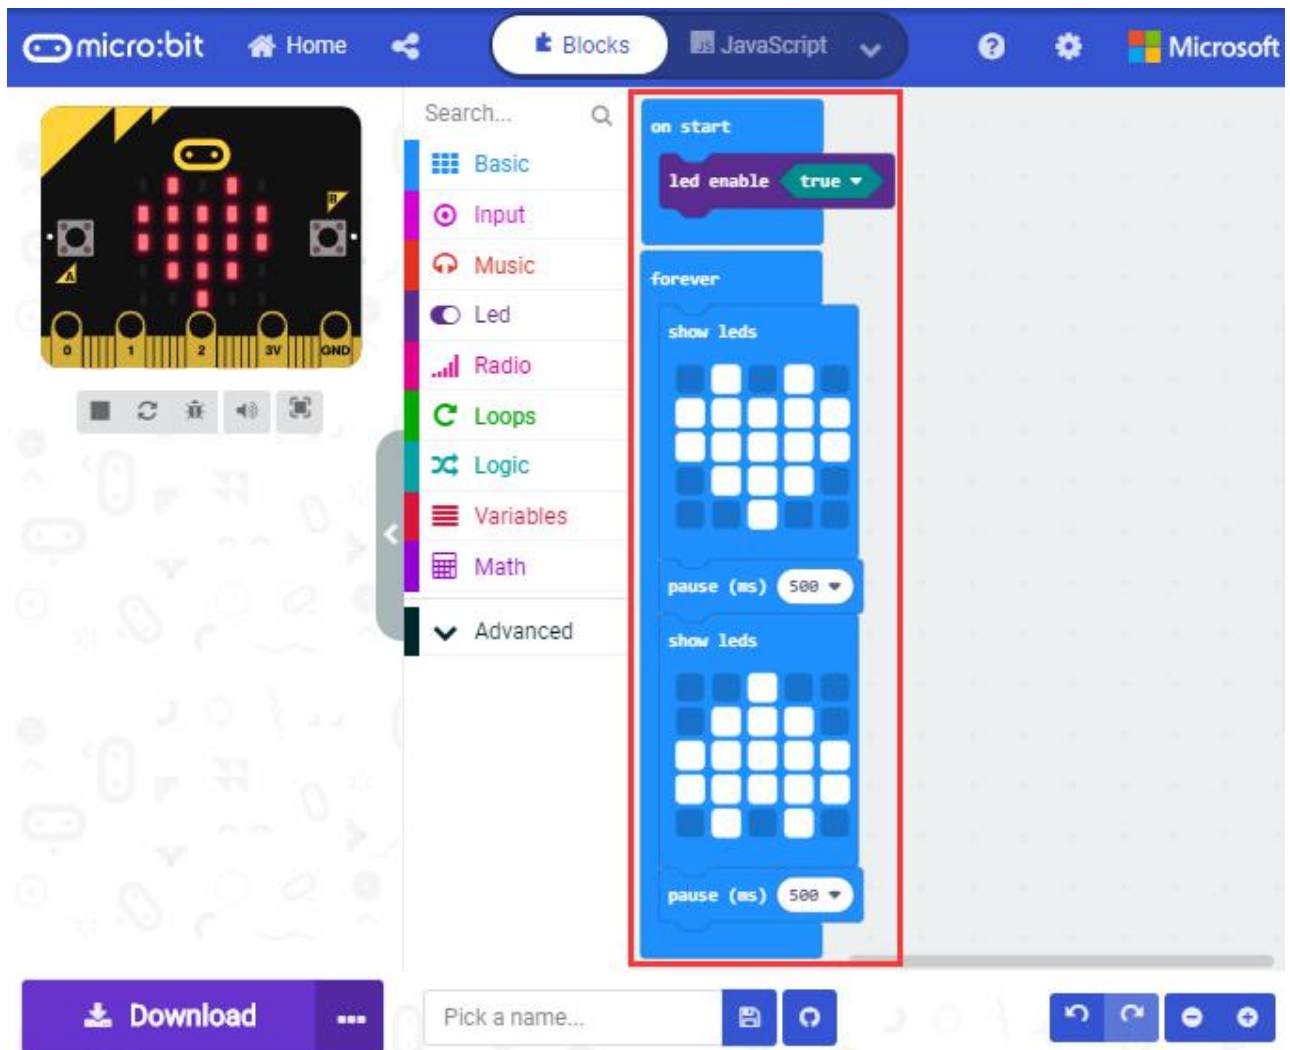 micro:bit Home Blocks JS JavaScript Microsoft
Search...
Basic
Input
Music
Led
Radio
Loops
Logic
Variables
Math
Advanced
B
A
0 1 2 3V GND
on start
led enable true
forever
show leds
pause (ms) 500
show leds
pause (ms) 500
Download
Pick a name...